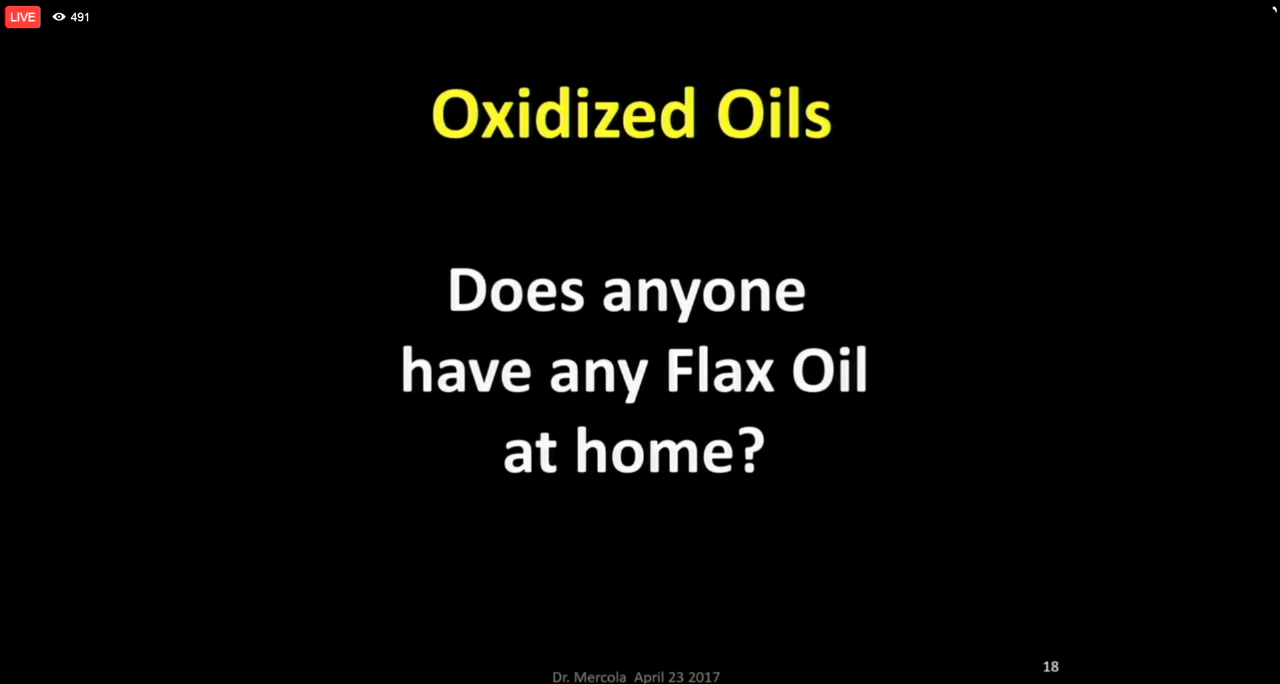 LIVE 491
Oxidized Oils
Does anyone
have any Flax Oil
at home?
18
Dr. Mercola April 23 2017